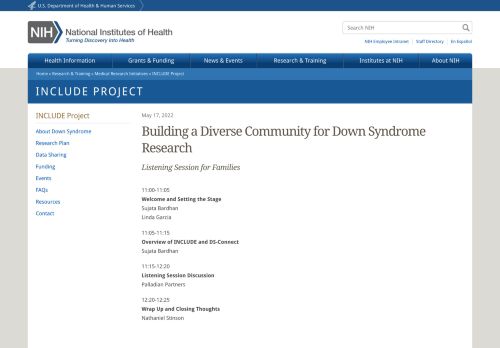 U.S. Department of Health & Human Services
NIH National Institutes of Health
Turning Discovery Into Health
Search NIH
NIH Employee Intranet | Staff Directory | En Español
Health Information Grants & Funding News & Events Research & Training Institutes at NIH About NIH
Home » Research & Training » Medical Research Initiatives » INCLUDE Project
INCLUDE PROJECT
INCLUDE Project
About Down Syndrome
Research Plan
Data Sharing
Funding
Events
FAQs
Resources
Contact
May 17, 2022
Building a Diverse Community for Down Syndrome
Research
Listening Session for Families
11:00-11:05
Welcome and Setting the Stage
Sujata Bardhan
Linda Garcia
11:05-11:15
Overview of INCLUDE and DS-Connect
Sujata Bardhan
11:15-12:20
Listening Session Discussion
Palladian Partners
12:20-12:25
Wrap Up and Closing Thoughts
Nathaniel Stinson